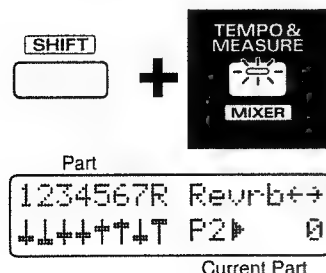 SHIFT
+
TEMPO &
MEASURE
MIXER
Part
1234567R Revrb↔
P2▶ 0
Current Part